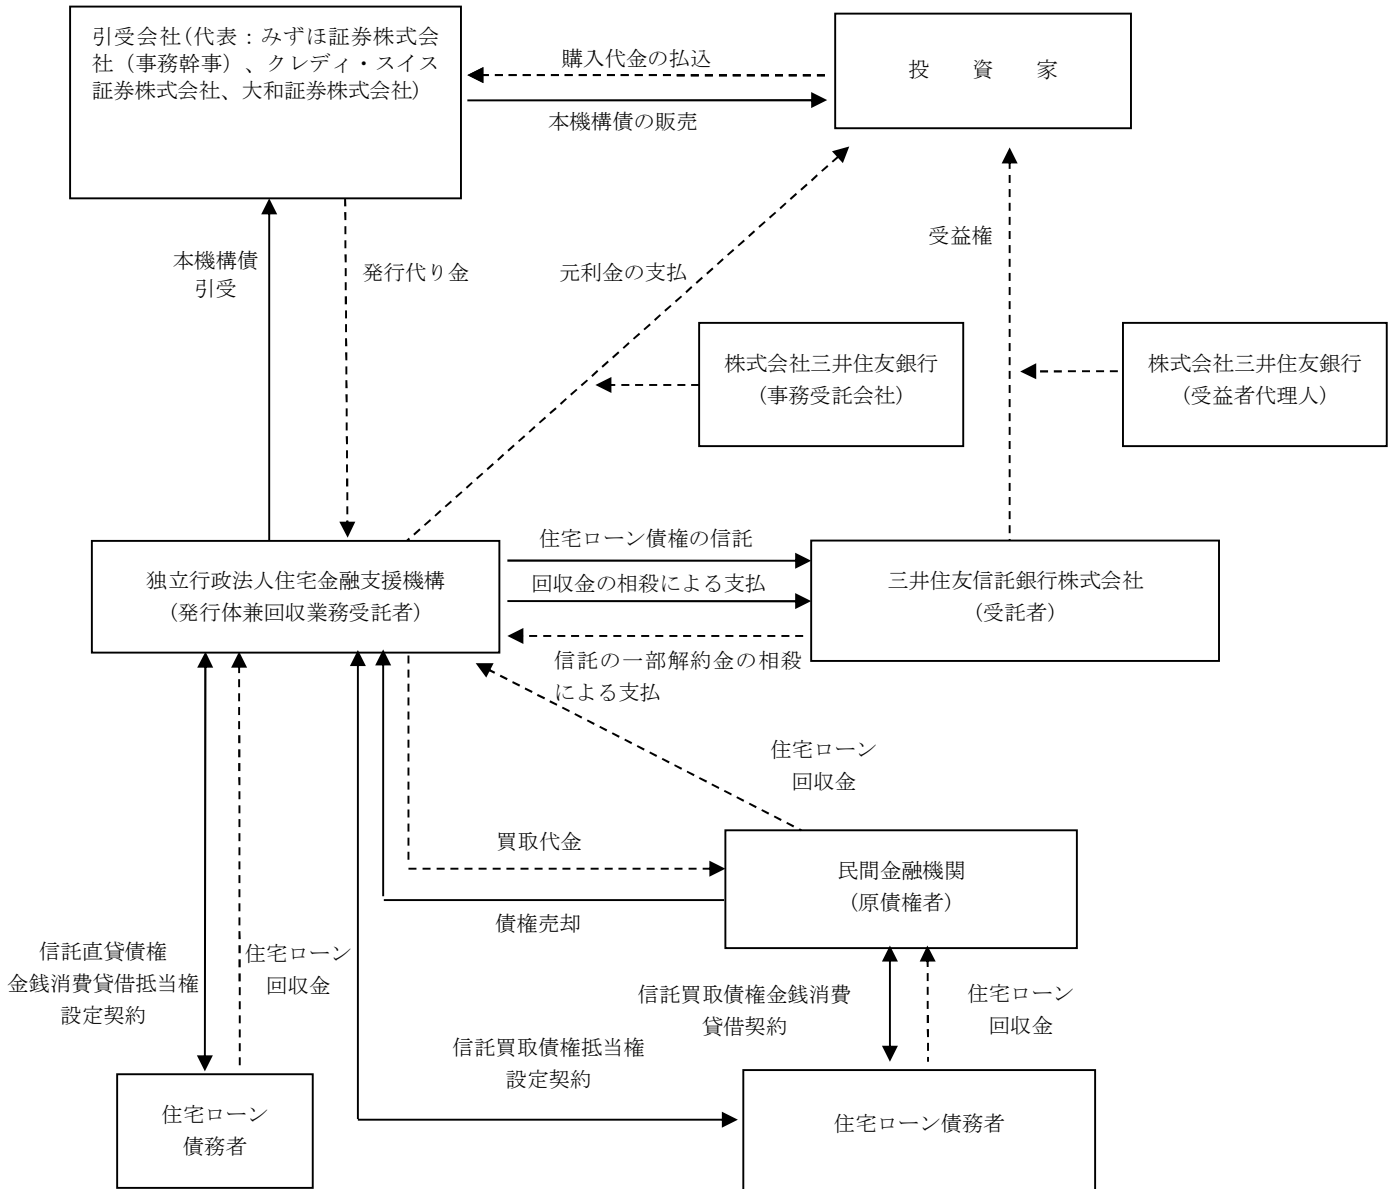 引受会社(代表：みずほ証券株式会
社（事務幹事）、クレディ・スイス
証券株式会社、大和証券株式会社)
購入代金の払込
投　資　家
本機構債の販売
受益権
本機構債
引受
発行代り金
元利金の支払
株式会社三井住友銀行
（事務受託会社）
株式会社三井住友銀行
（受益者代理人）
住宅ローン債権の信託
独立行政法人住宅金融支援機構
（発行体兼回収業務受託者）
回収金の相殺による支払
三井住友信託銀行株式会社
（受託者）
信託の一部解約金の相殺
による支払
住宅ローン
回収金
買取代金
民間金融機関
（原債権者）
債権売却
信託直貸債権
金銭消費貸借抵当権
設定契約
住宅ローン
回収金
信託買取債権金銭消費
貸借契約
住宅ローン
回収金
信託買取債権抵当権
設定契約
住宅ローン
債務者
住宅ローン債務者